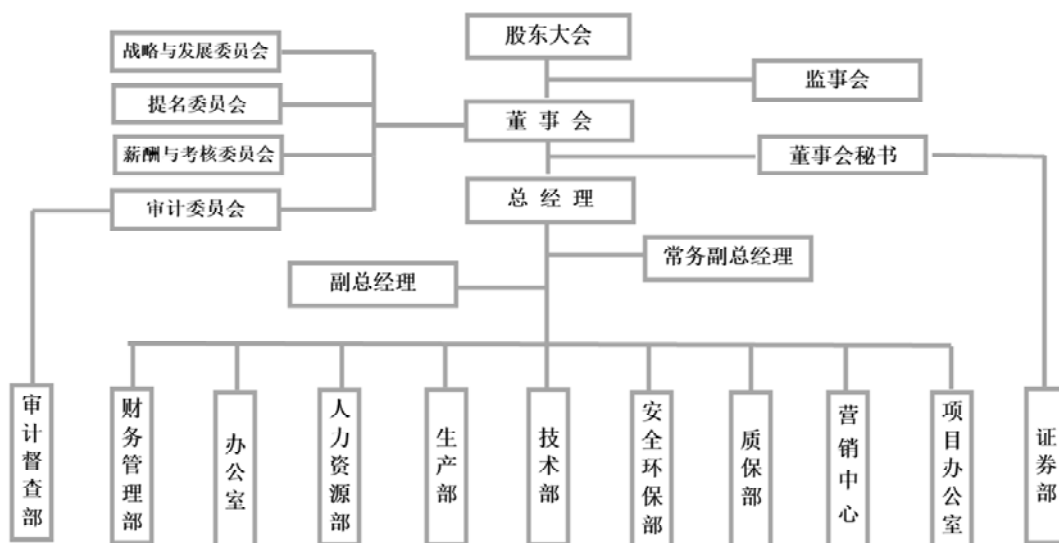 股东大会
战略与发展委员会
监事会
提名委员会
董事会
薪酬与考核委员会
董事会秘书
总经理
审计委员会
常务副总经理
副总经理
审计督查部
财务管理部
办公室
人力资源部
生产部
技术部
安全环保部
质保部
营销中心
项目办公室
证券部